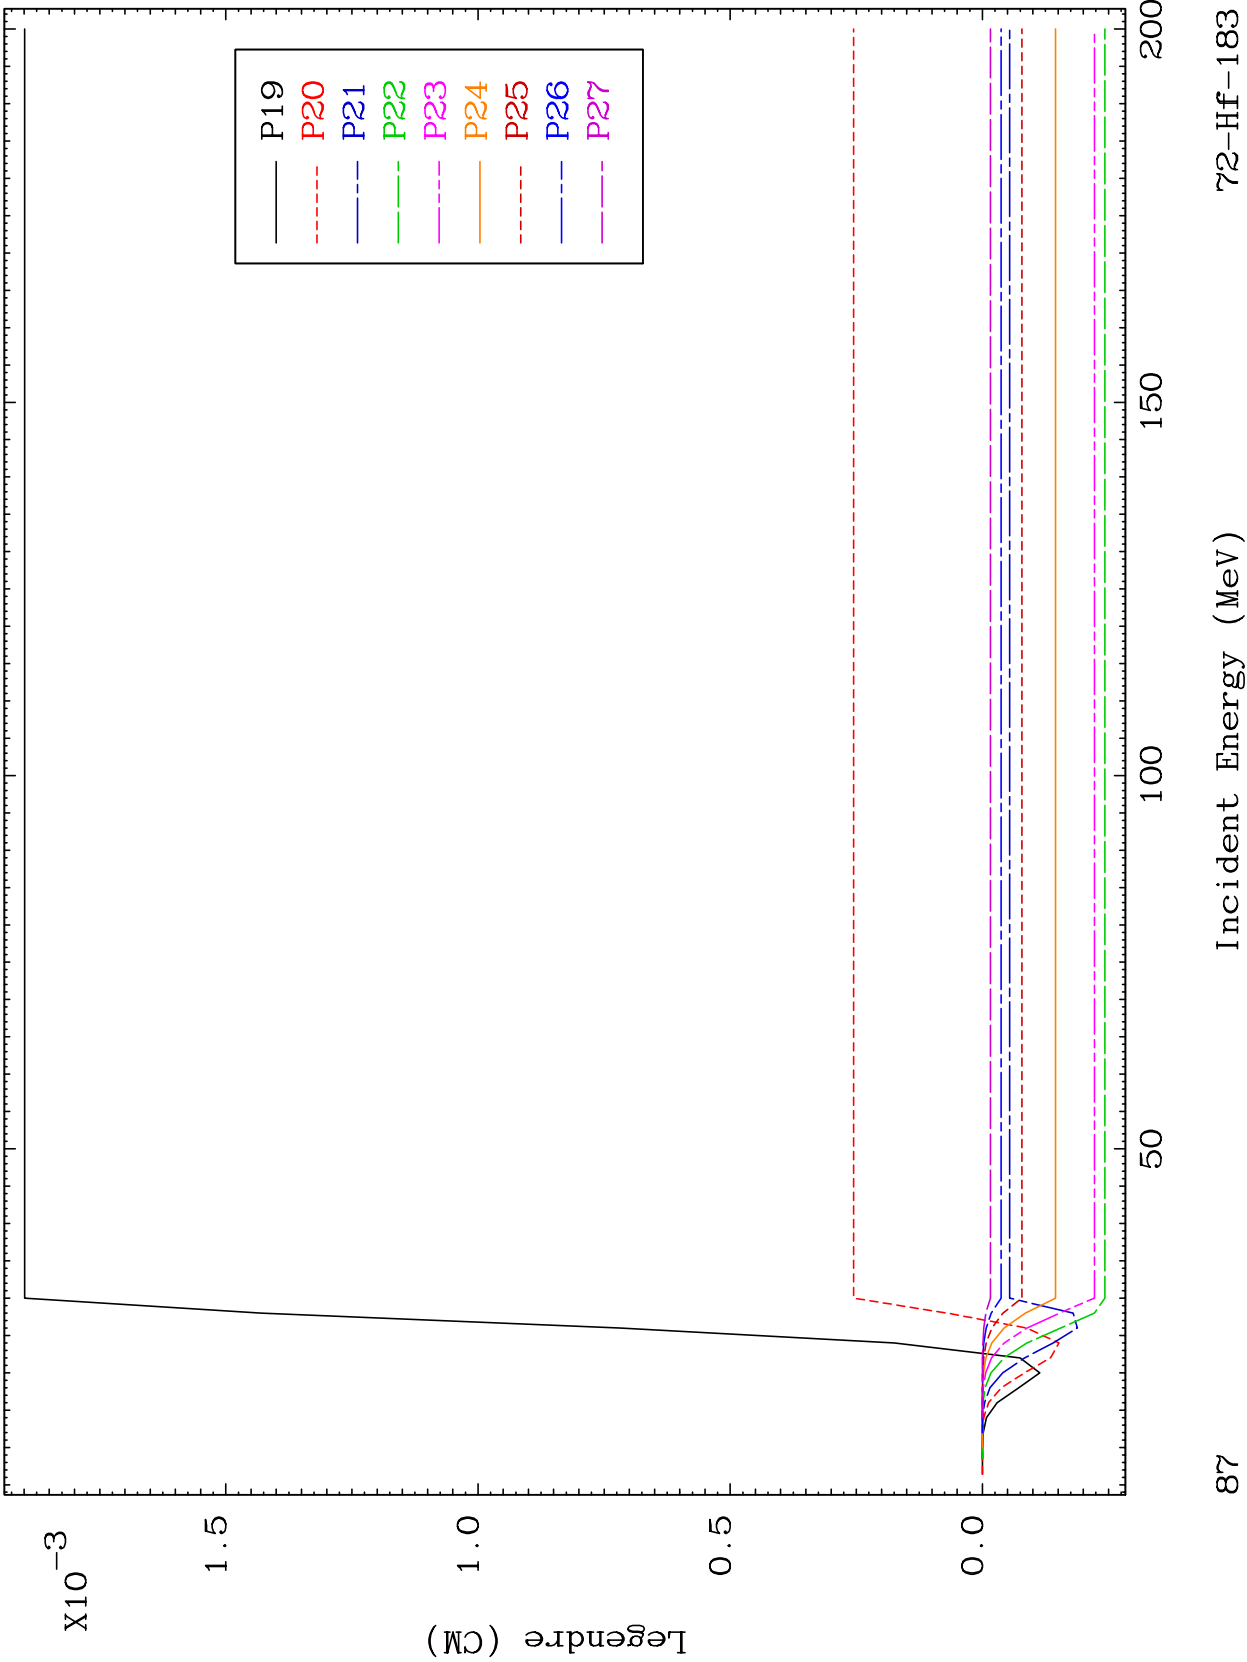 X10-3
1.5
1.0
0.5
0.0
Legendre (CM)
P19
P20
P21
P22
P23
P24
P25
P26
P27
50
100
150
200
Incident Energy (MeV)
87
72-Hf-183